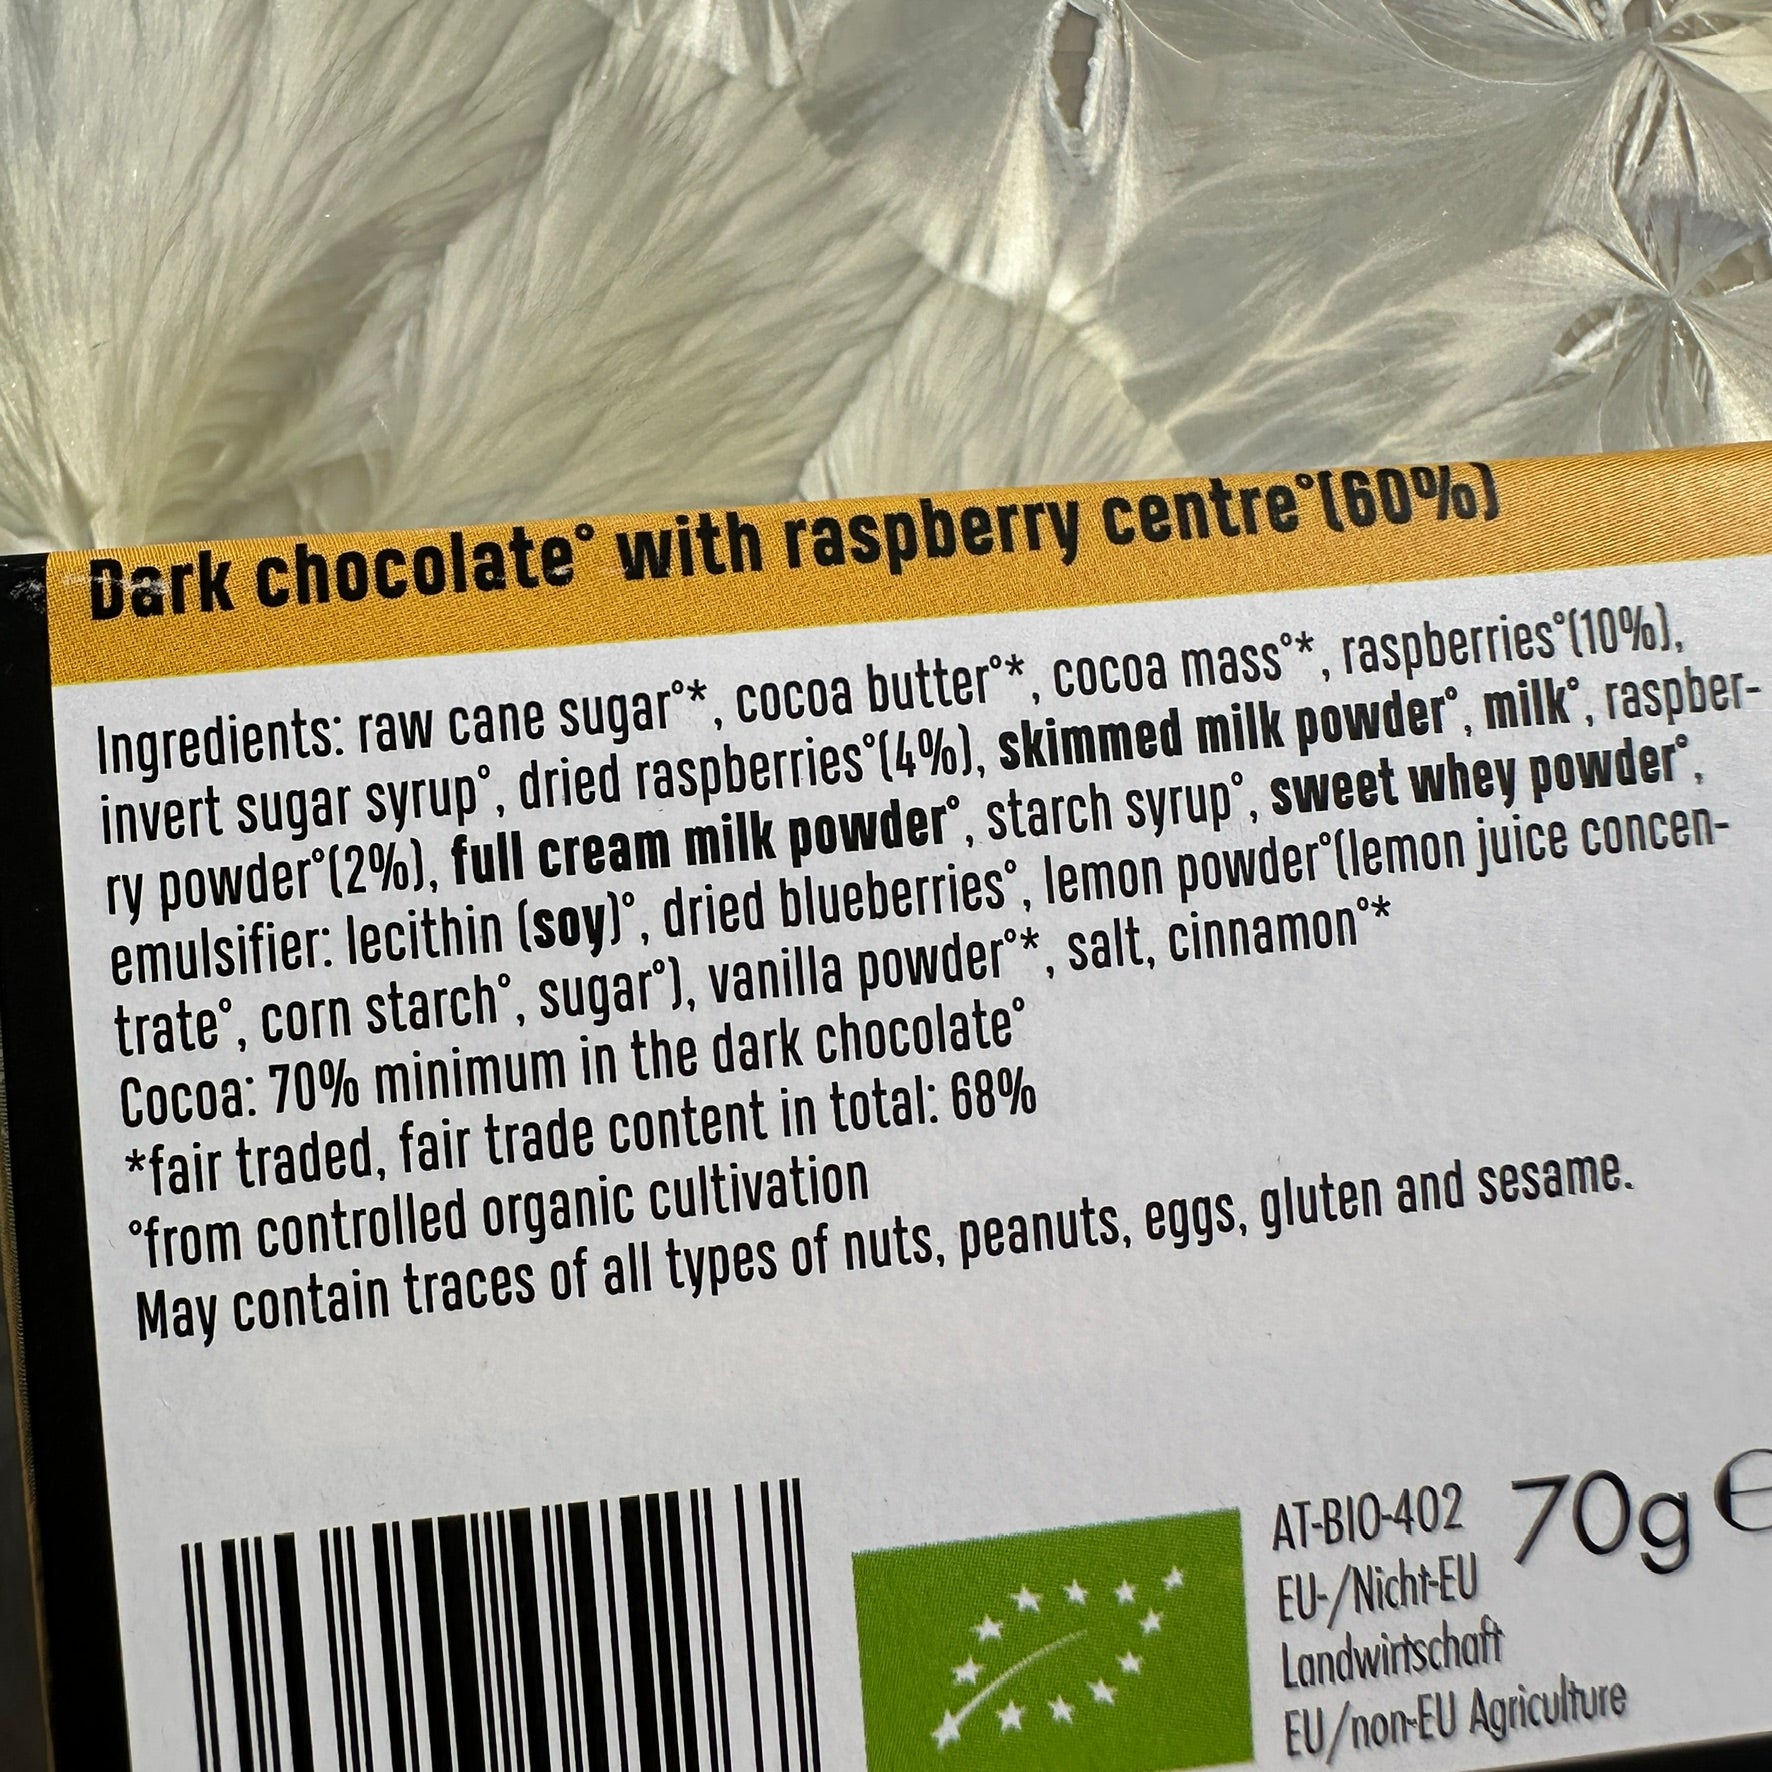 Dark chocolate° with raspberry centre°(60%)
Ingredients: raw cane sugar°*, cocoa butter°*, cocoa mass°*, raspberries°(10%),
invert sugar syrup°, dried raspberries°(4%), skimmed milk powder°, milk°, raspber-
ry powder°(2%), full cream milk powder°, starch syrup°, sweet whey powder°,
emulsifier: lecithin (soy)°, dried blueberries°, lemon powder°(lemon juice concen-
trate°, corn starch°, sugar°), vanilla powder°*, salt, cinnamon°*
Cocoa: 70% minimum in the dark chocolate°
*fair traded, fair trade content in total: 68%
°from controlled organic cultivation
May contain traces of all types of nuts, peanuts, eggs, gluten and sesame.
AT-BIO-402
EU-/Nicht-EU
Landwirtschaft
EU/non-EU Agriculture
70g e